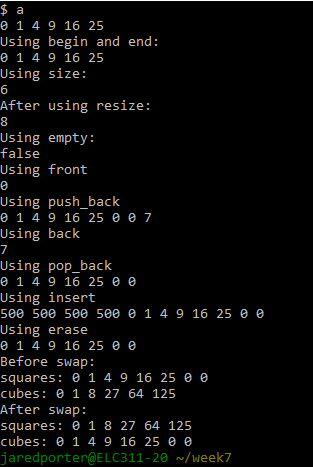 $ a
0 1 4 9 16 25
Using begin and end:
0 1 4 9 16 25
Using size:
6
After using resize:
8
Using empty:
false
Using front
0
Using push_back
0 1 4 9 16 25 0 0 7
Using back
7
Using pop_back
0 1 4 9 16 25 0 0
Using insert
500 500 500 500 0 1 4 9 16 25 0 0
Using erase
0 1 4 9 16 25 0 0
Before swap:
squares: 0 1 4 9 16 25 0 0
cubes: 0 1 8 27 64 125
After swap:
squares: 0 1 8 27 64 125
cubes: 0 1 4 9 16 25 0 0
jaredporter@ELC311-20 ~/week7